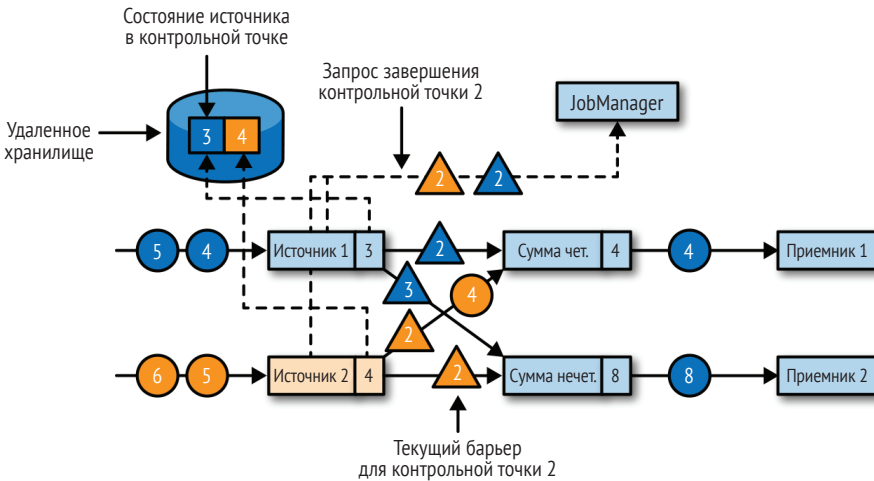 Состояние источника
в контрольной точке
Запрос завершения
контрольной точки 2
JobManager
Удаленное
хранилище
3 4
2 2
5 4 Источник 1 3 2 Сумма чет. 4 4 Приемник 1
3 4
2
6 5 Источник 2 4 2 Сумма нечет. 8 8 Приемник 2
Текущий барьер
для контрольной точки 2